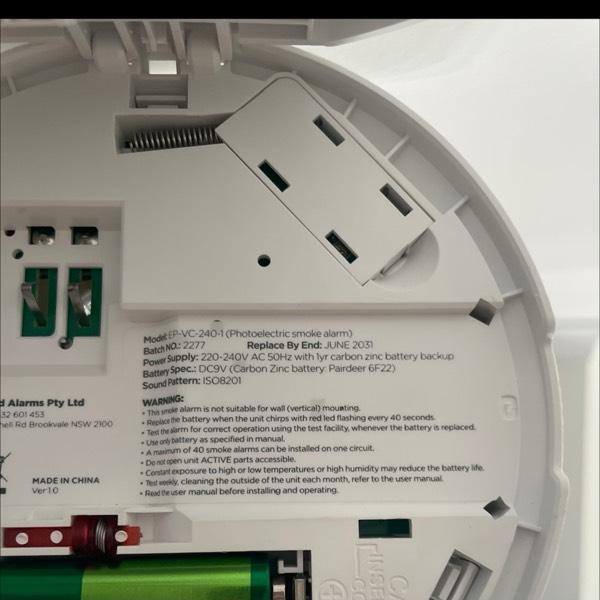 Model: EP-VC-240-1 (Photoelectric smoke alarm)
Batch NO.: 2277 Replace By End: JUNE 2031
Power Supply: 220-240V AC 50Hz with 1yr carbon zinc battery backup
Battery Spec.: DC9V (Carbon Zinc battery: Pairdeer 6F22)
Sound Pattern: ISO8201
WARNING:
• This smoke alarm is not suitable for wall (vertical) mounting.
• Replace the battery when the unit chirps with red led flashing every 40 seconds.
• Test the alarm for correct operation using the test facility, whenever the battery is replaced.
• Use only battery as specified in manual.
• A maximum of 40 smoke alarms can be installed on one circuit.
• Do not open unit ACTIVE parts accessible.
• Constant exposure to high or low temperatures or high humidity may reduce the battery life.
• Test weekly, cleaning the outside of the unit each month, refer to the user manual.
• Read the user manual before installing and operating.
Alarms Pty Ltd
32 601 453
Rd Brookvale NSW 2100
MADE IN CHINA
Ver1.0